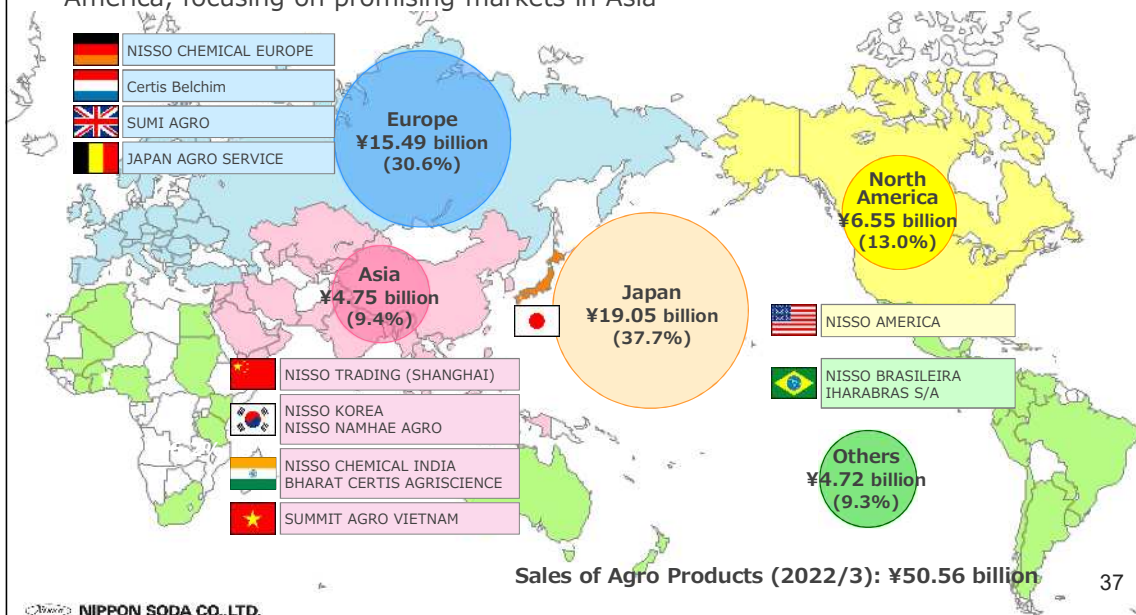 America, focusing on promising markets in Asia
NISSO CHEMICAL EUROPE
Certis Belchim
SUMI AGRO
JAPAN AGRO SERVICE
Europe
¥15.49 billion
(30.6%)
North
America
¥6.55 billion
(13.0%)
Asia
¥4.75 billion
(9.4%)
Japan
¥19.05 billion
(37.7%)
NISSO AMERICA
NISSO TRADING (SHANGHAI)
NISSO BRASILEIRA
IHARABRAS S/A
NISSO KOREA
NISSO NAMHAE AGRO
NISSO CHEMICAL INDIA
BHARAT CERTIS AGRISCIENCE
SUMMIT AGRO VIETNAM
Others
¥4.72 billion
(9.3%)
Sales of Agro Products (2022/3): ¥50.56 billion
37
NIPPON SODA CO., LTD.